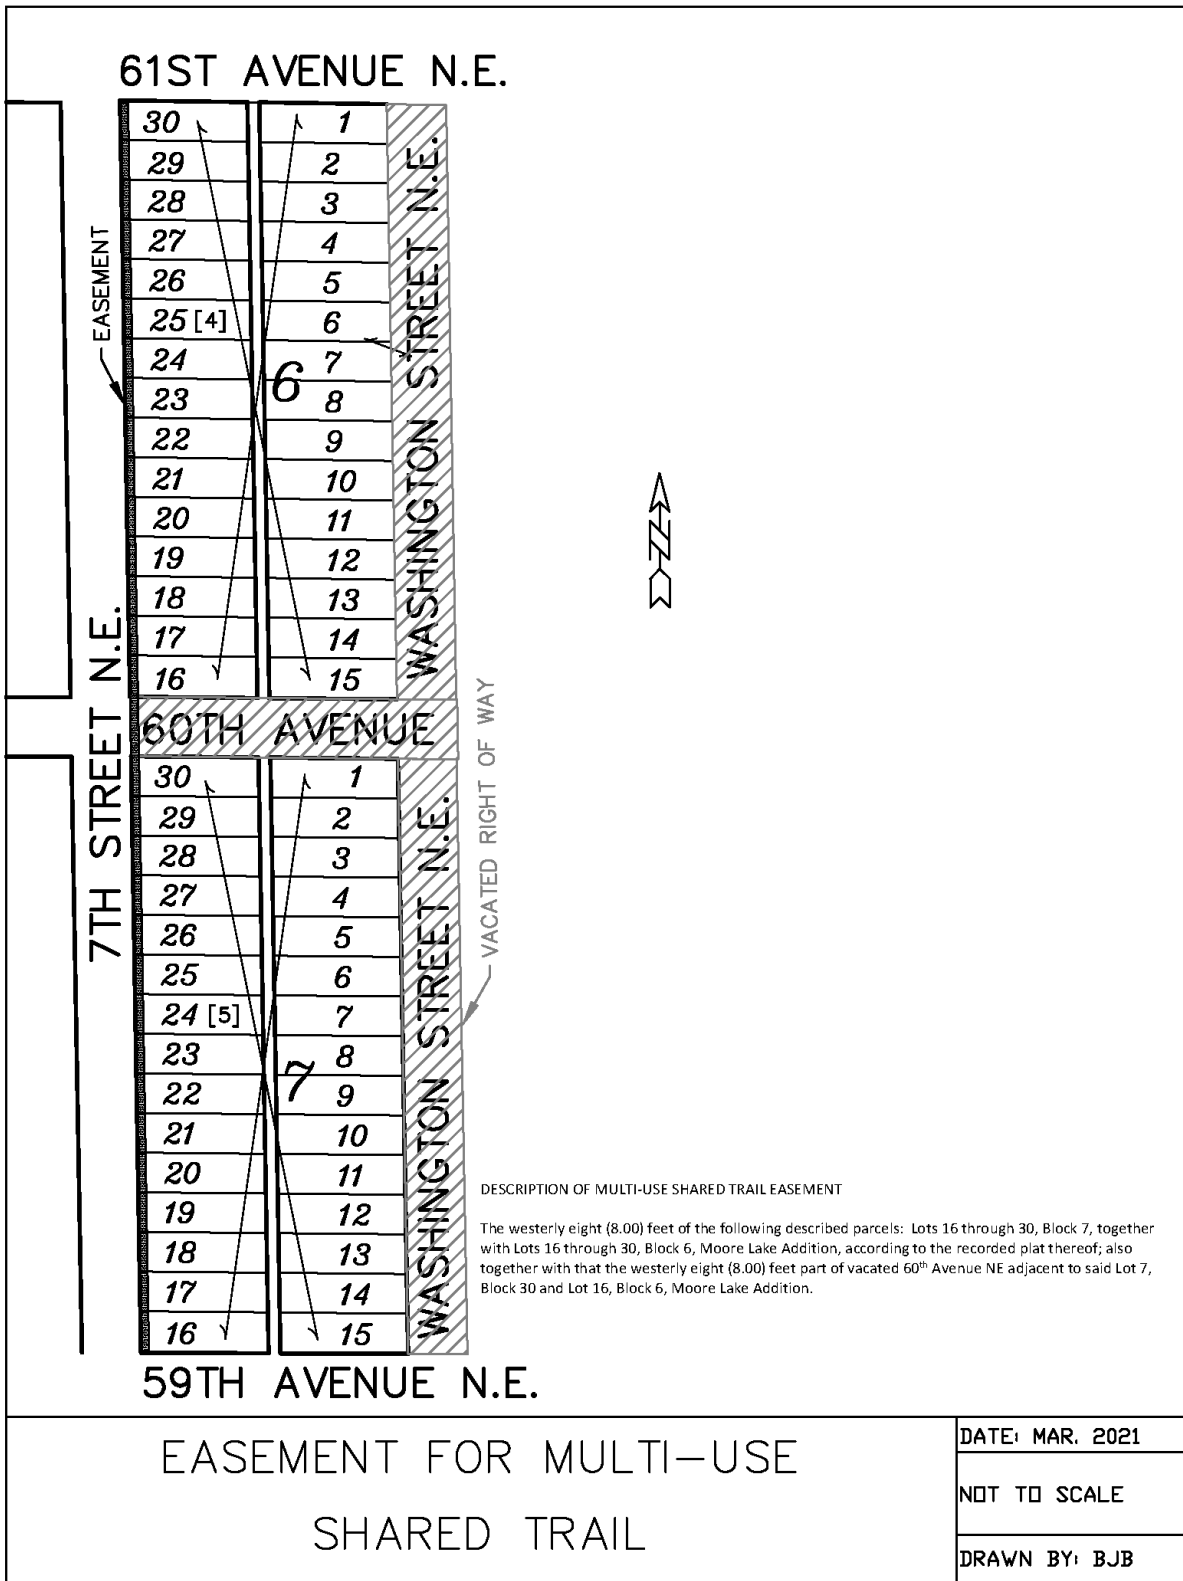 61ST AVENUE N.E.
30 1
29 2
28 3
27 4
26 5
25 [4] 6
24 7
6
23 8
22 9
21 10
20 11
19 12
18 13
17 14
16 15
EASEMENT
WASHINGTON STREET N.E.
7TH STREET N.E.
60TH AVENUE
VACATED RIGHT OF WAY
N
30 1
29 2
28 3
27 4
26 5
25 6
24 [5] 7
23 8
7
22 9
21 10
20 11
19 12
18 13
17 14
16 15
WASHINGTON STREET N.E.
59TH AVENUE N.E.
DESCRIPTION OF MULTI-USE SHARED TRAIL EASEMENT
The westerly eight (8.00) feet of the following described parcels: Lots 16 through 30, Block 7, together
with Lots 16 through 30, Block 6, Moore Lake Addition, according to the recorded plat thereof; also
together with that the westerly eight (8.00) feet part of vacated 60th Avenue NE adjacent to said Lot 7,
Block 30 and Lot 16, Block 6, Moore Lake Addition.
EASEMENT FOR MULTI-USE
SHARED TRAIL
DATE: MAR. 2021
NOT TO SCALE
DRAWN BY: BJB